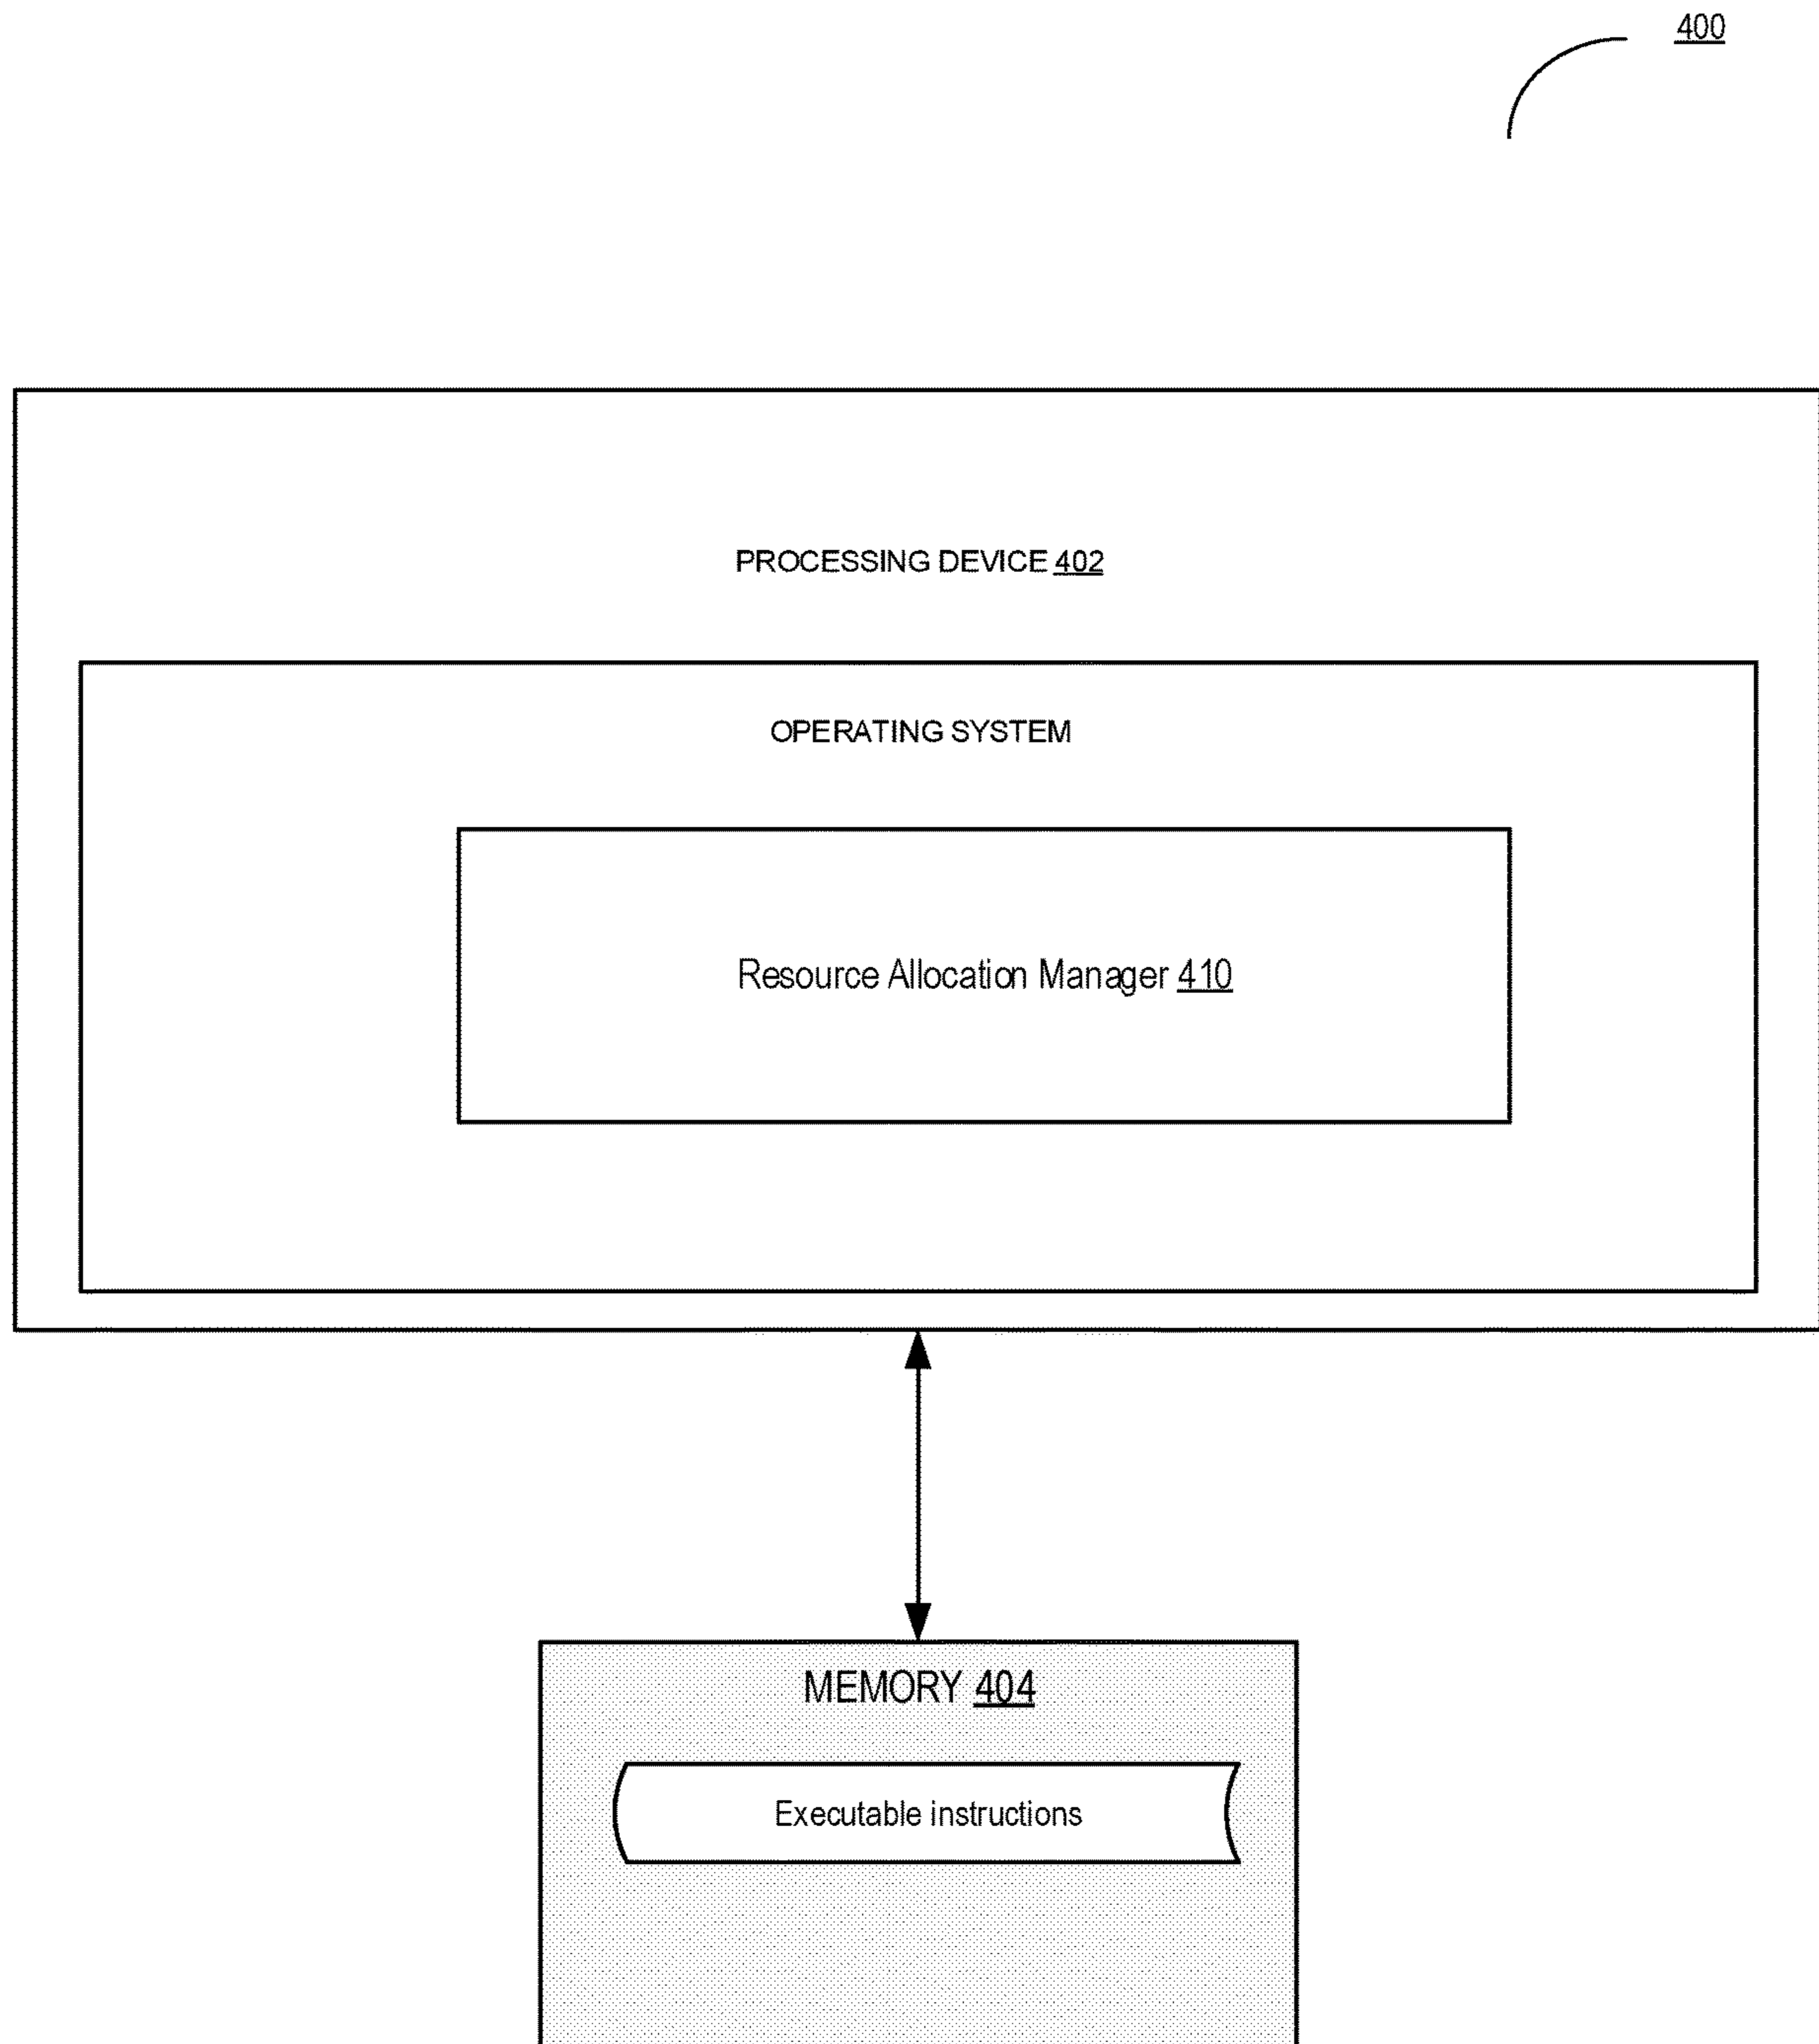 400
PROCESSING DEVICE 402
OPERATING SYSTEM
Resource Allocation Manager 410
MEMORY 404
Executable instructions